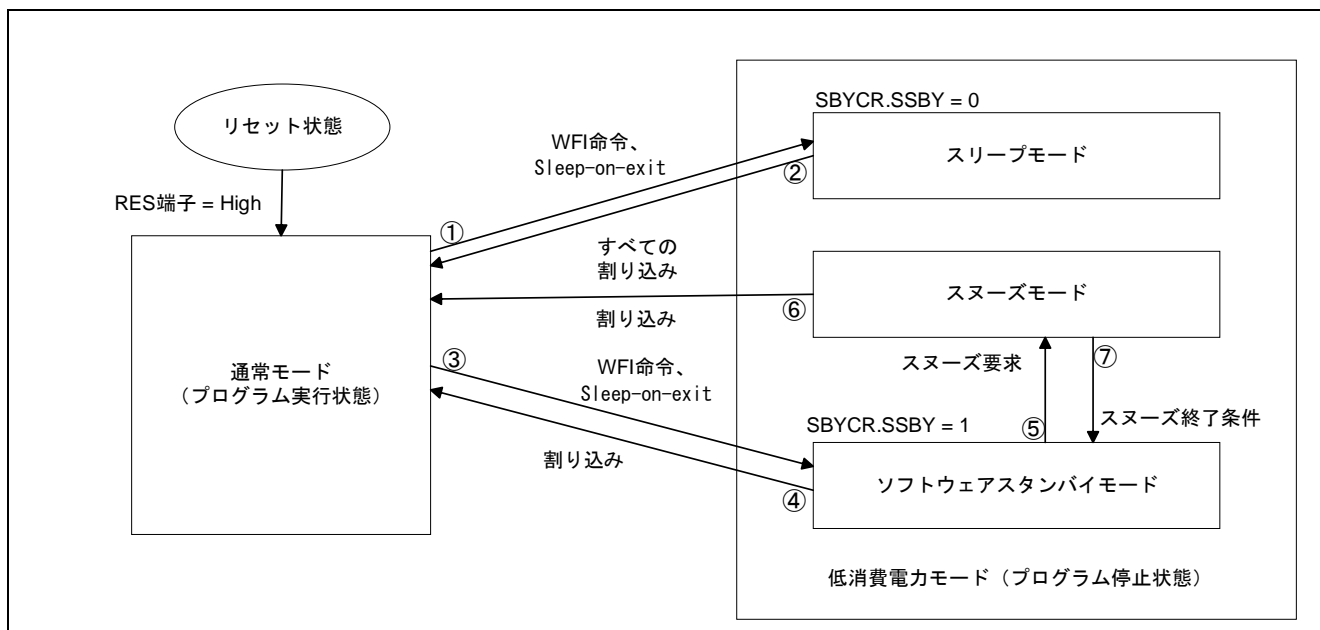 リセット状態
RES端子 = High
通常モード
（プログラム実行状態）
WFI命令、
Sleep-on-exit
①
②
すべての
割り込み
割り込み
⑥
③
WFI命令、
Sleep-on-exit
割り込み
④
SBYCR.SSBY = 0
スリープモード
スヌーズモード
スヌーズ要求
⑦
⑤
スヌーズ終了条件
SBYCR.SSBY = 1
ソフトウェアスタンバイモード
低消費電力モード（プログラム停止状態）